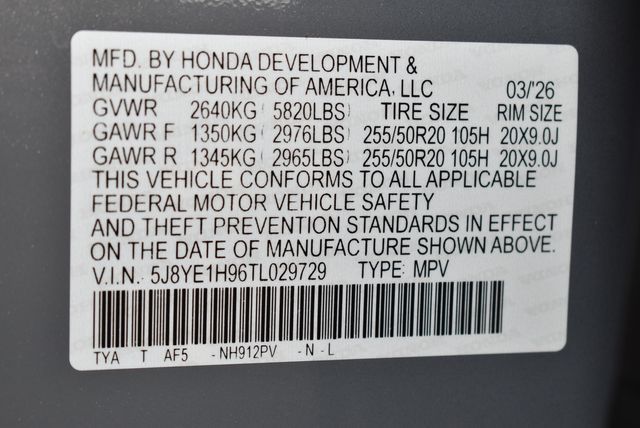 MFD. BY HONDA DEVELOPMENT &
MANUFACTURING OF AMERICA, LLC 03/'26
GVWR 2640KG ( 5820LBS) TIRE SIZE RIM SIZE
GAWR F 1350KG ( 2976LBS) 255/50R20 105H 20X9.0J
GAWR R 1345KG ( 2965LBS) 255/50R20 105H 20X9.0J
THIS VEHICLE CONFORMS TO ALL APPLICABLE
FEDERAL MOTOR VEHICLE SAFETY
AND THEFT PREVENTION STANDARDS IN EFFECT
ON THE DATE OF MANUFACTURE SHOWN ABOVE.
V.I.N. 5J8YE1H96TL029729 TYPE: MPV
TYA T AF5 - NH912PV - N - L